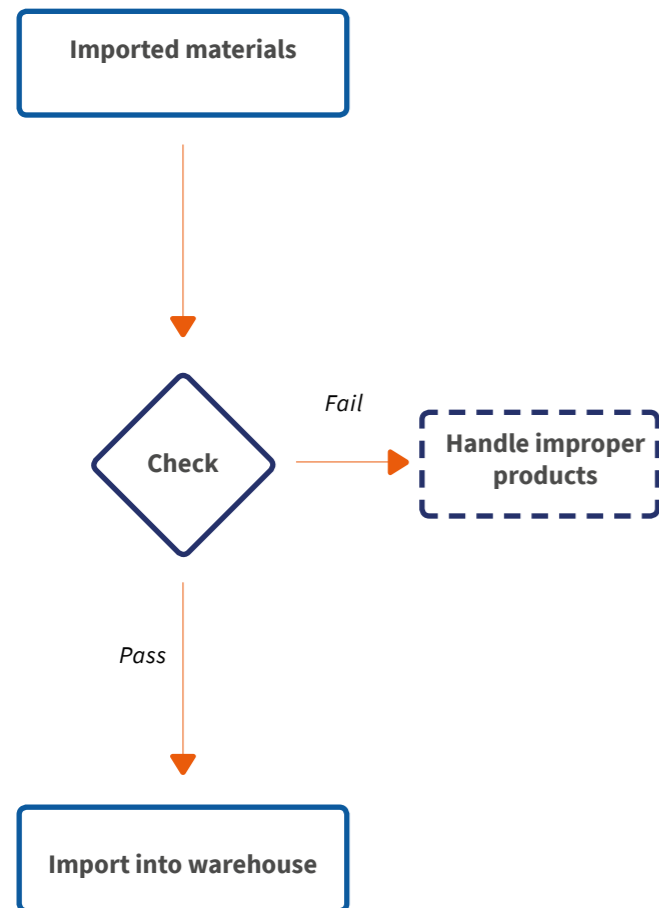 Imported materials
Fail
Check
Handle improper
products
Pass
Import into warehouse